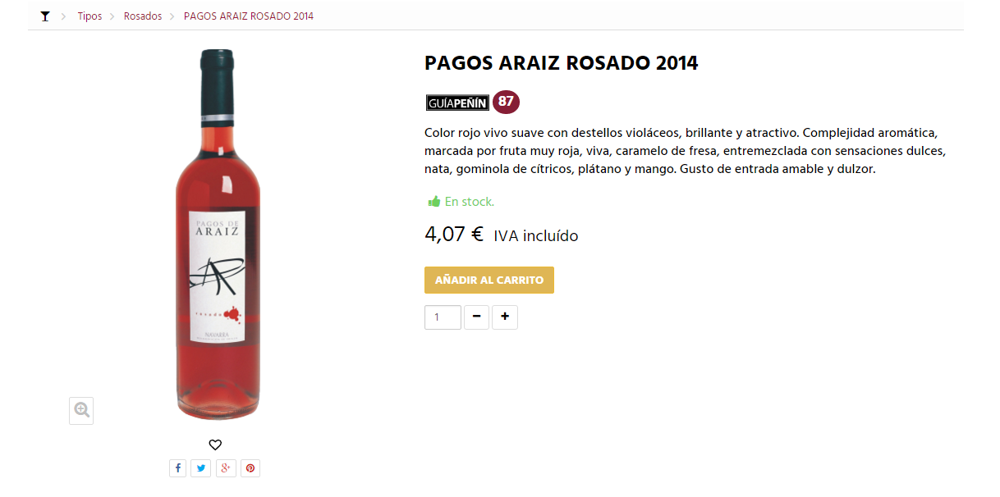 Tipos > Rosados > PAGOS ARAIZ ROSADO 2014
PAGOS ARAIZ ROSADO 2014
GUÍAPEÑÍN 87
Color rojo vivo suave con destellos violáceos, brillante y atractivo. Complejidad aromática,
marcada por fruta muy roja, viva, caramelo de fresa, entremezclada con sensaciones dulces,
nata, gominola de cítricos, plátano y mango. Gusto de entrada amable y dulzor.
En stock.
4,07 € IVA incluído
AÑADIR AL CARRITO
1 − +
PAGOS DE
ARAIZ
rosado
NAVARRA
f g+